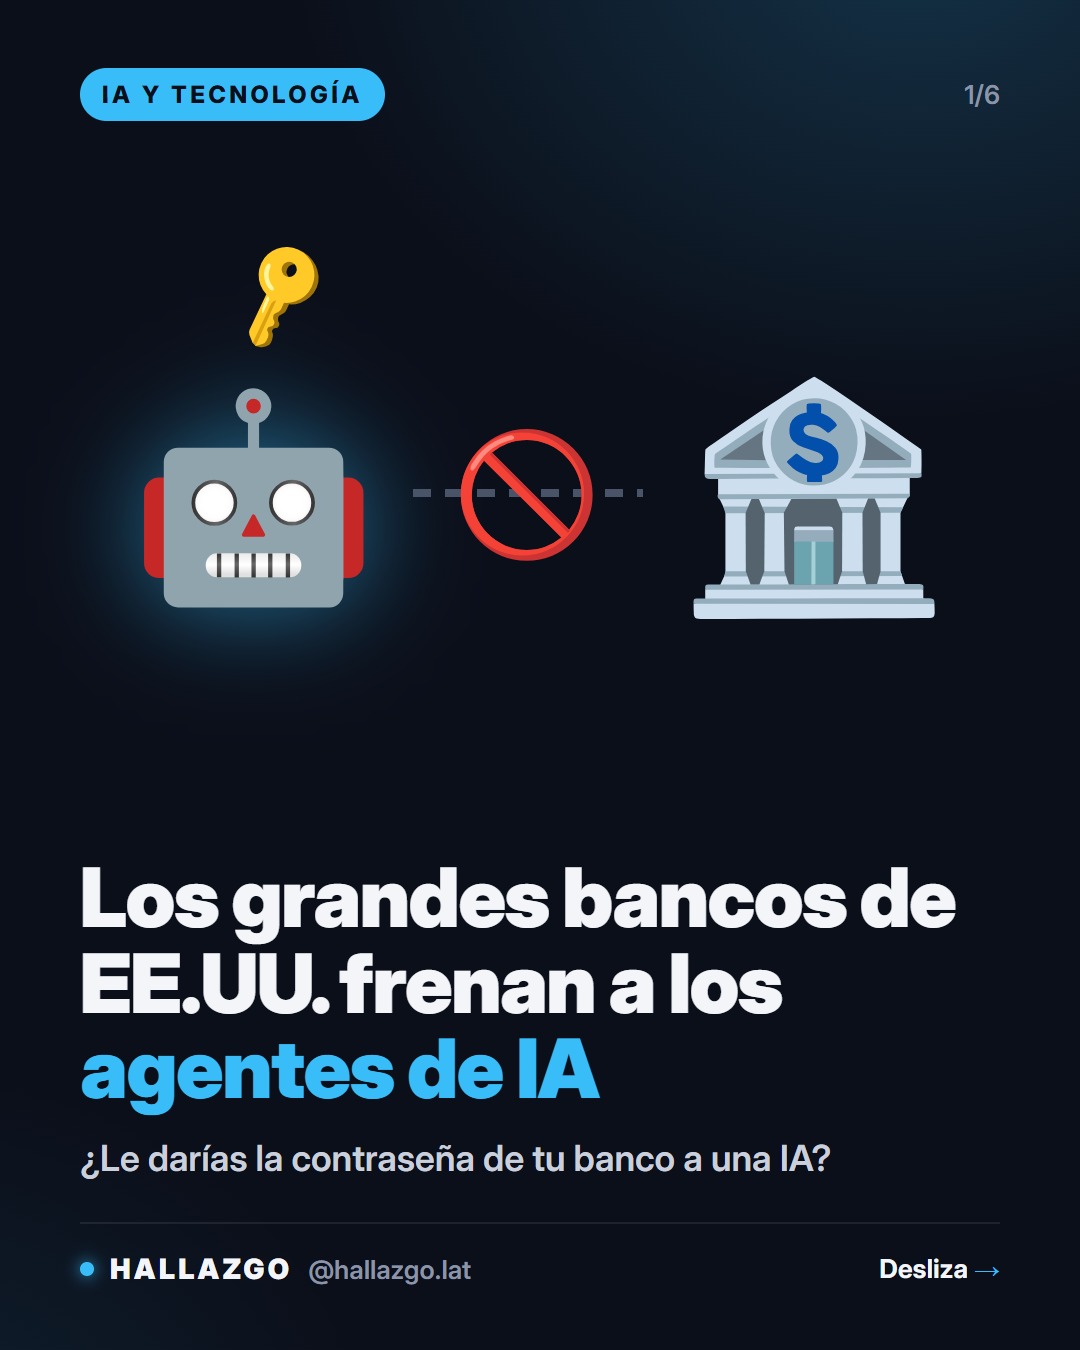 IA Y TECNOLOGÍA
1/6
$
Los grandes bancos de
EE.UU. frenan a los
agentes de IA
¿Le darías la contraseña de tu banco a una IA?
HALLAZGO @hallazgo.lat
Desliza →